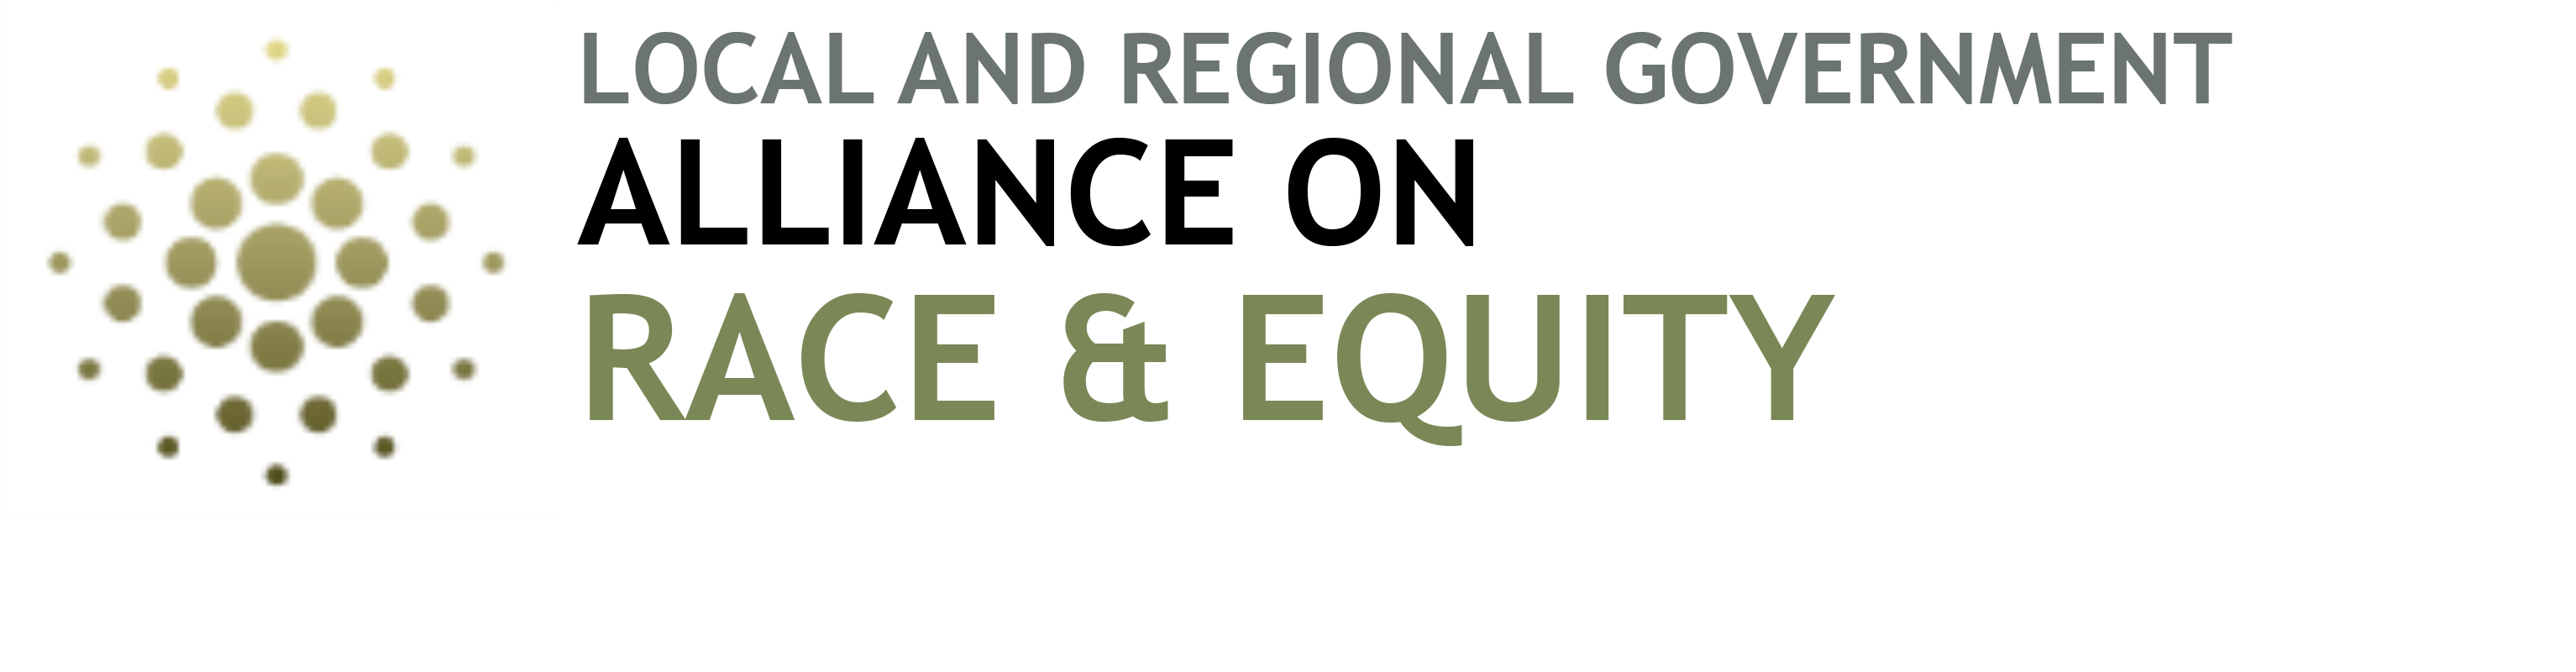 LOCAL AND REGIONAL GOVERNMENT
ALLIANCE ON
RACE & EQUITY